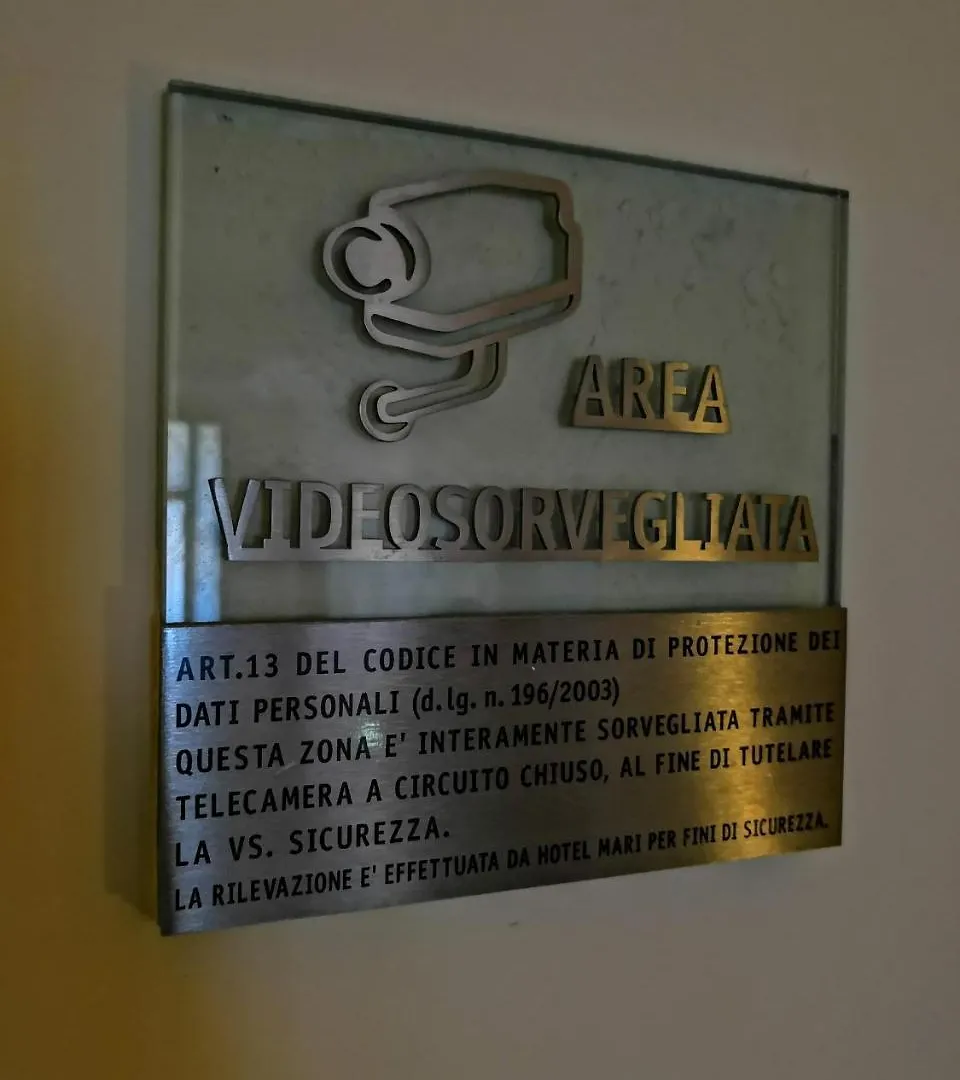 AREA
VIDEOSORVEGLIATA
ART.13 DEL CODICE IN MATERIA DI PROTEZIONE DEI
DATI PERSONALI (d.lg. n. 196/2003)
QUESTA ZONA E' INTERAMENTE SORVEGLIATA TRAMITE
TELECAMERA A CIRCUITO CHIUSO, AL FINE DI TUTELARE
LA VS. SICUREZZA.
LA RILEVAZIONE E' EFFETTUATA DA HOTEL MARI PER FINI DI SICUREZZA.